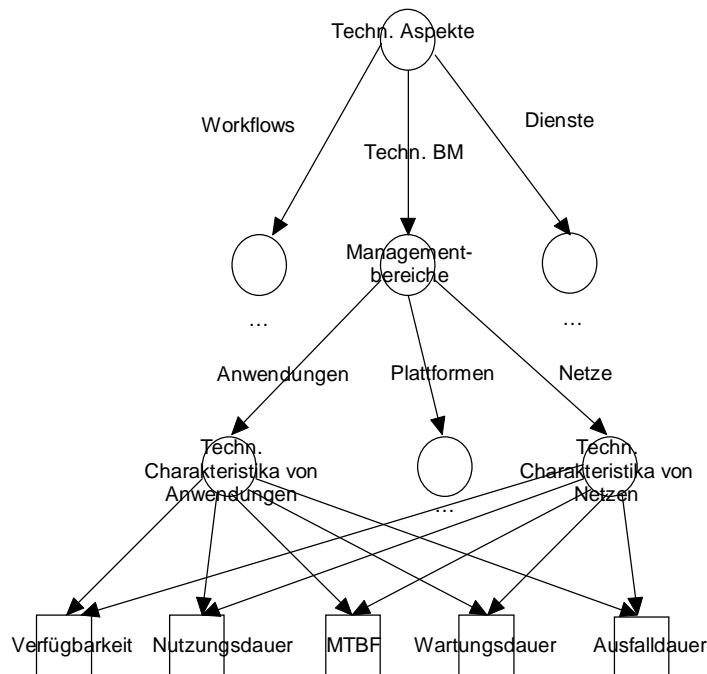 Techn. Aspekte
Workflows
Dienste
Techn. BM
Management-
bereiche
...
...
Anwendungen
Plattformen
Netze
Techn.
Charakteristika von
Anwendungen
...
Techn.
Charakteristika von
Netzen
Verfügbarkeit
Nutzungsdauer
MTBF
Wartungsdauer
Ausfalldauer